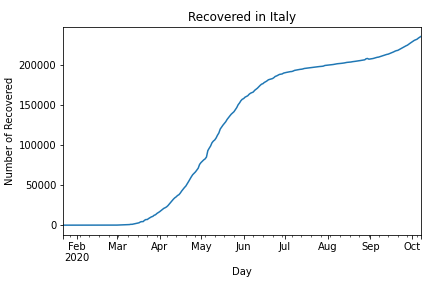 Recovered in Italy
Number of Recovered
200000
150000
100000
50000
0
Feb Mar Apr May Jun Jul Aug Sep Oct
2020
Day